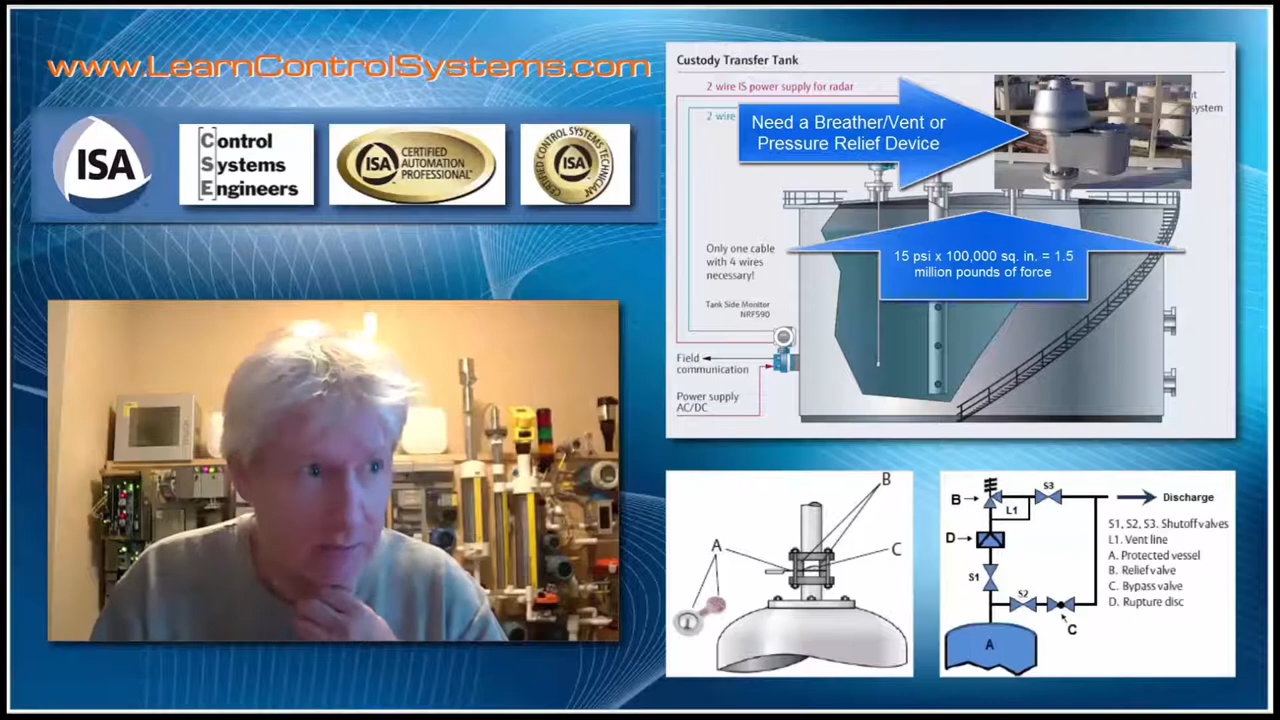 www.LearnControlSystems.com
ISA
Control
Systems
Engineers
ISA CERTIFIED
AUTOMATION
PROFESSIONAL
CERTIFIED CONTROL SYSTEMS TECHNICIAN
ISA
Custody Transfer Tank
2 wire IS power supply for radar
2 wire
Need a Breather/Vent or
Pressure Relief Device
system
15 psi x 100,000 sq. in. = 1.5
million pounds of force
Only one cable
with 4 wires
necessary!
Tank Side Monitor
NRF590
Field
communication
Power supply
AC/DC
B
A
C
B
S3
L1
Discharge
D
S1
S2
C
A
S1, S2, S3. Shutoff valves
L1. Vent line
A. Protected vessel
B. Relief valve
C. Bypass valve
D. Rupture disc